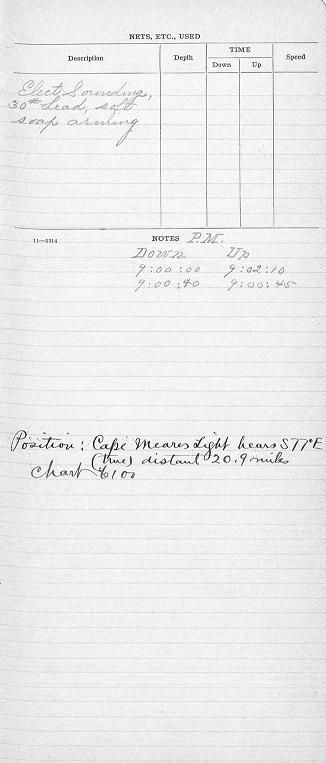 NETS, ETC., USED
Description Depth TIME Speed
Down Up
Elect Sounding,
30# Lead, soft
soap arming
11—5314
NOTES P.M.
Down Up
9:00:00 9:02:10
9:00:40 9:00:45
Position: Cape Meares Light bears S77°E
(true) distant 20.9 miles
Chart 6100